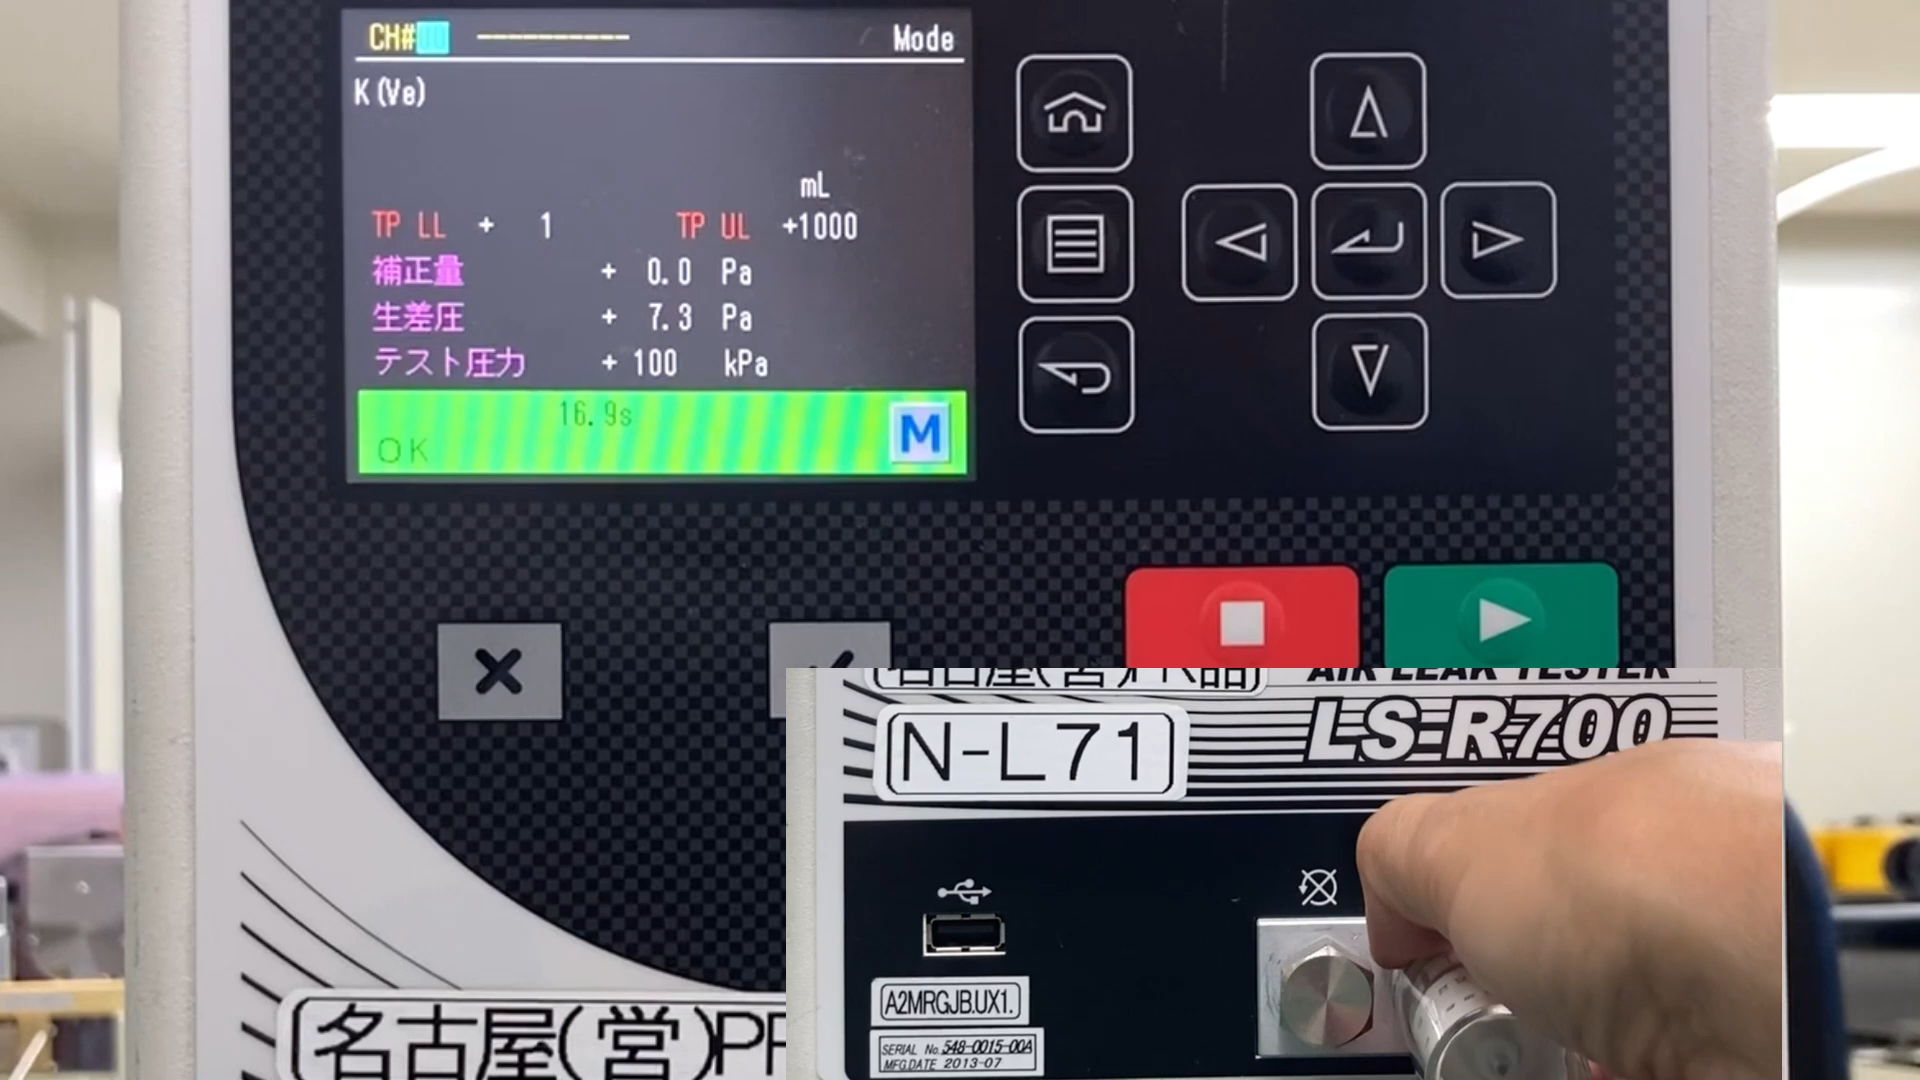 CH#00 ----------
Mode
K(Ve)
mL
TP LL + 1 TP UL +1000
補正量 + 0.0 Pa
生差圧 + 7.3 Pa
テスト圧力 + 100 kPa
16.9s
OK
M
名古屋(営)PR
AIR LEAK TESTER
N-L71
LS-R700
A2MRGJB.UX1.
SERIAL No. 548-0015-00A
MFG.DATE 2013-07